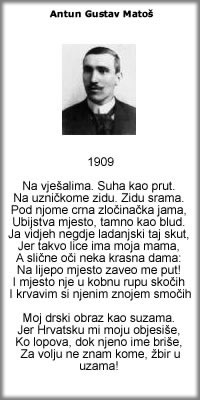 Antun Gustav Matoš
1909
Na vješalima. Suha kao prut.
Na uzničkome zidu. Zidu srama.
Pod njome crna zločinačka jama,
Ubijstva mjesto, tamno kao blud.
Ja vidjeh negdje ladanjski taj skut,
Jer takvo lice ima moja mama,
A slične oči neka krasna dama:
Na lijepo mjesto zaveo me put!
I mjesto nje u kobnu rupu skočih
I krvavim si njenim znojem smočih
Moj drski obraz kao suzama.
Jer Hrvatsku mi moju objesiše,
Ko lopova, dok njeno ime briše,
Za volju ne znam kome, žbir u
uzama!